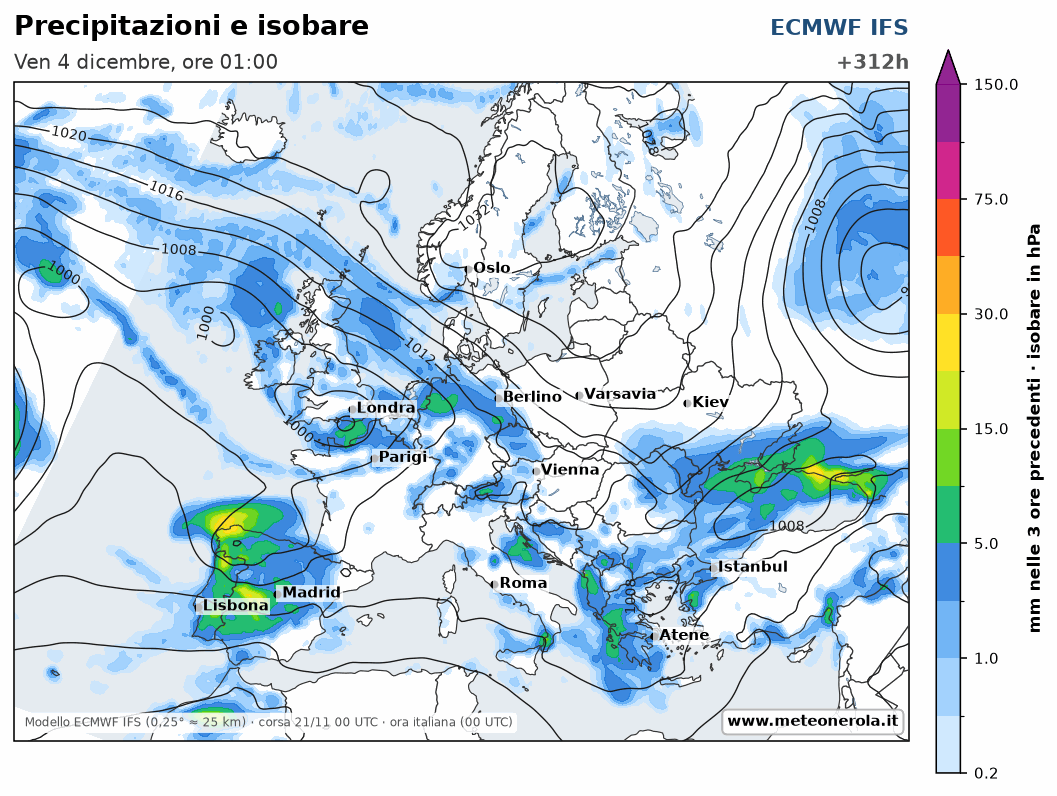 Precipitazioni e isobare
ECMWF IFS
Ven 4 dicembre, ore 01:00
+312h
1020
1016
1008
1000
1000
1012
1000
1032
1008
1008
1008
Oslo
Londra
Berlino
Varsavia
Kiev
Parigi
Vienna
Roma
Istanbul
Madrid
Lisbona
Atene
Modello ECMWF IFS (0,25° ≈ 25 km) · corsa 21/11 00 UTC · ora italiana (00 UTC)
www.meteonerola.it
150.0
75.0
30.0
15.0
5.0
1.0
0.2
mm nelle 3 ore precedenti · isobare in hPa